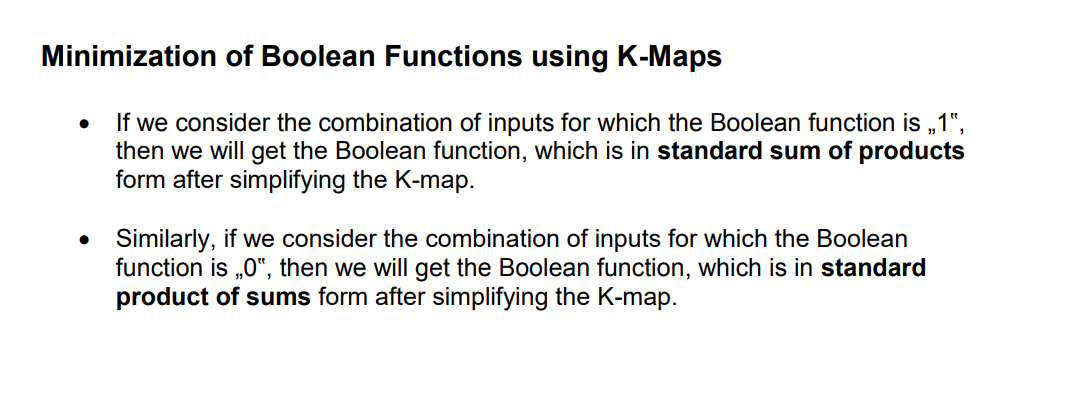 Minimization of Boolean Functions using K-Maps
• If we consider the combination of inputs for which the Boolean function is „1‟,
then we will get the Boolean function, which is in standard sum of products
form after simplifying the K-map.
• Similarly, if we consider the combination of inputs for which the Boolean
function is „0‟, then we will get the Boolean function, which is in standard
product of sums form after simplifying the K-map.